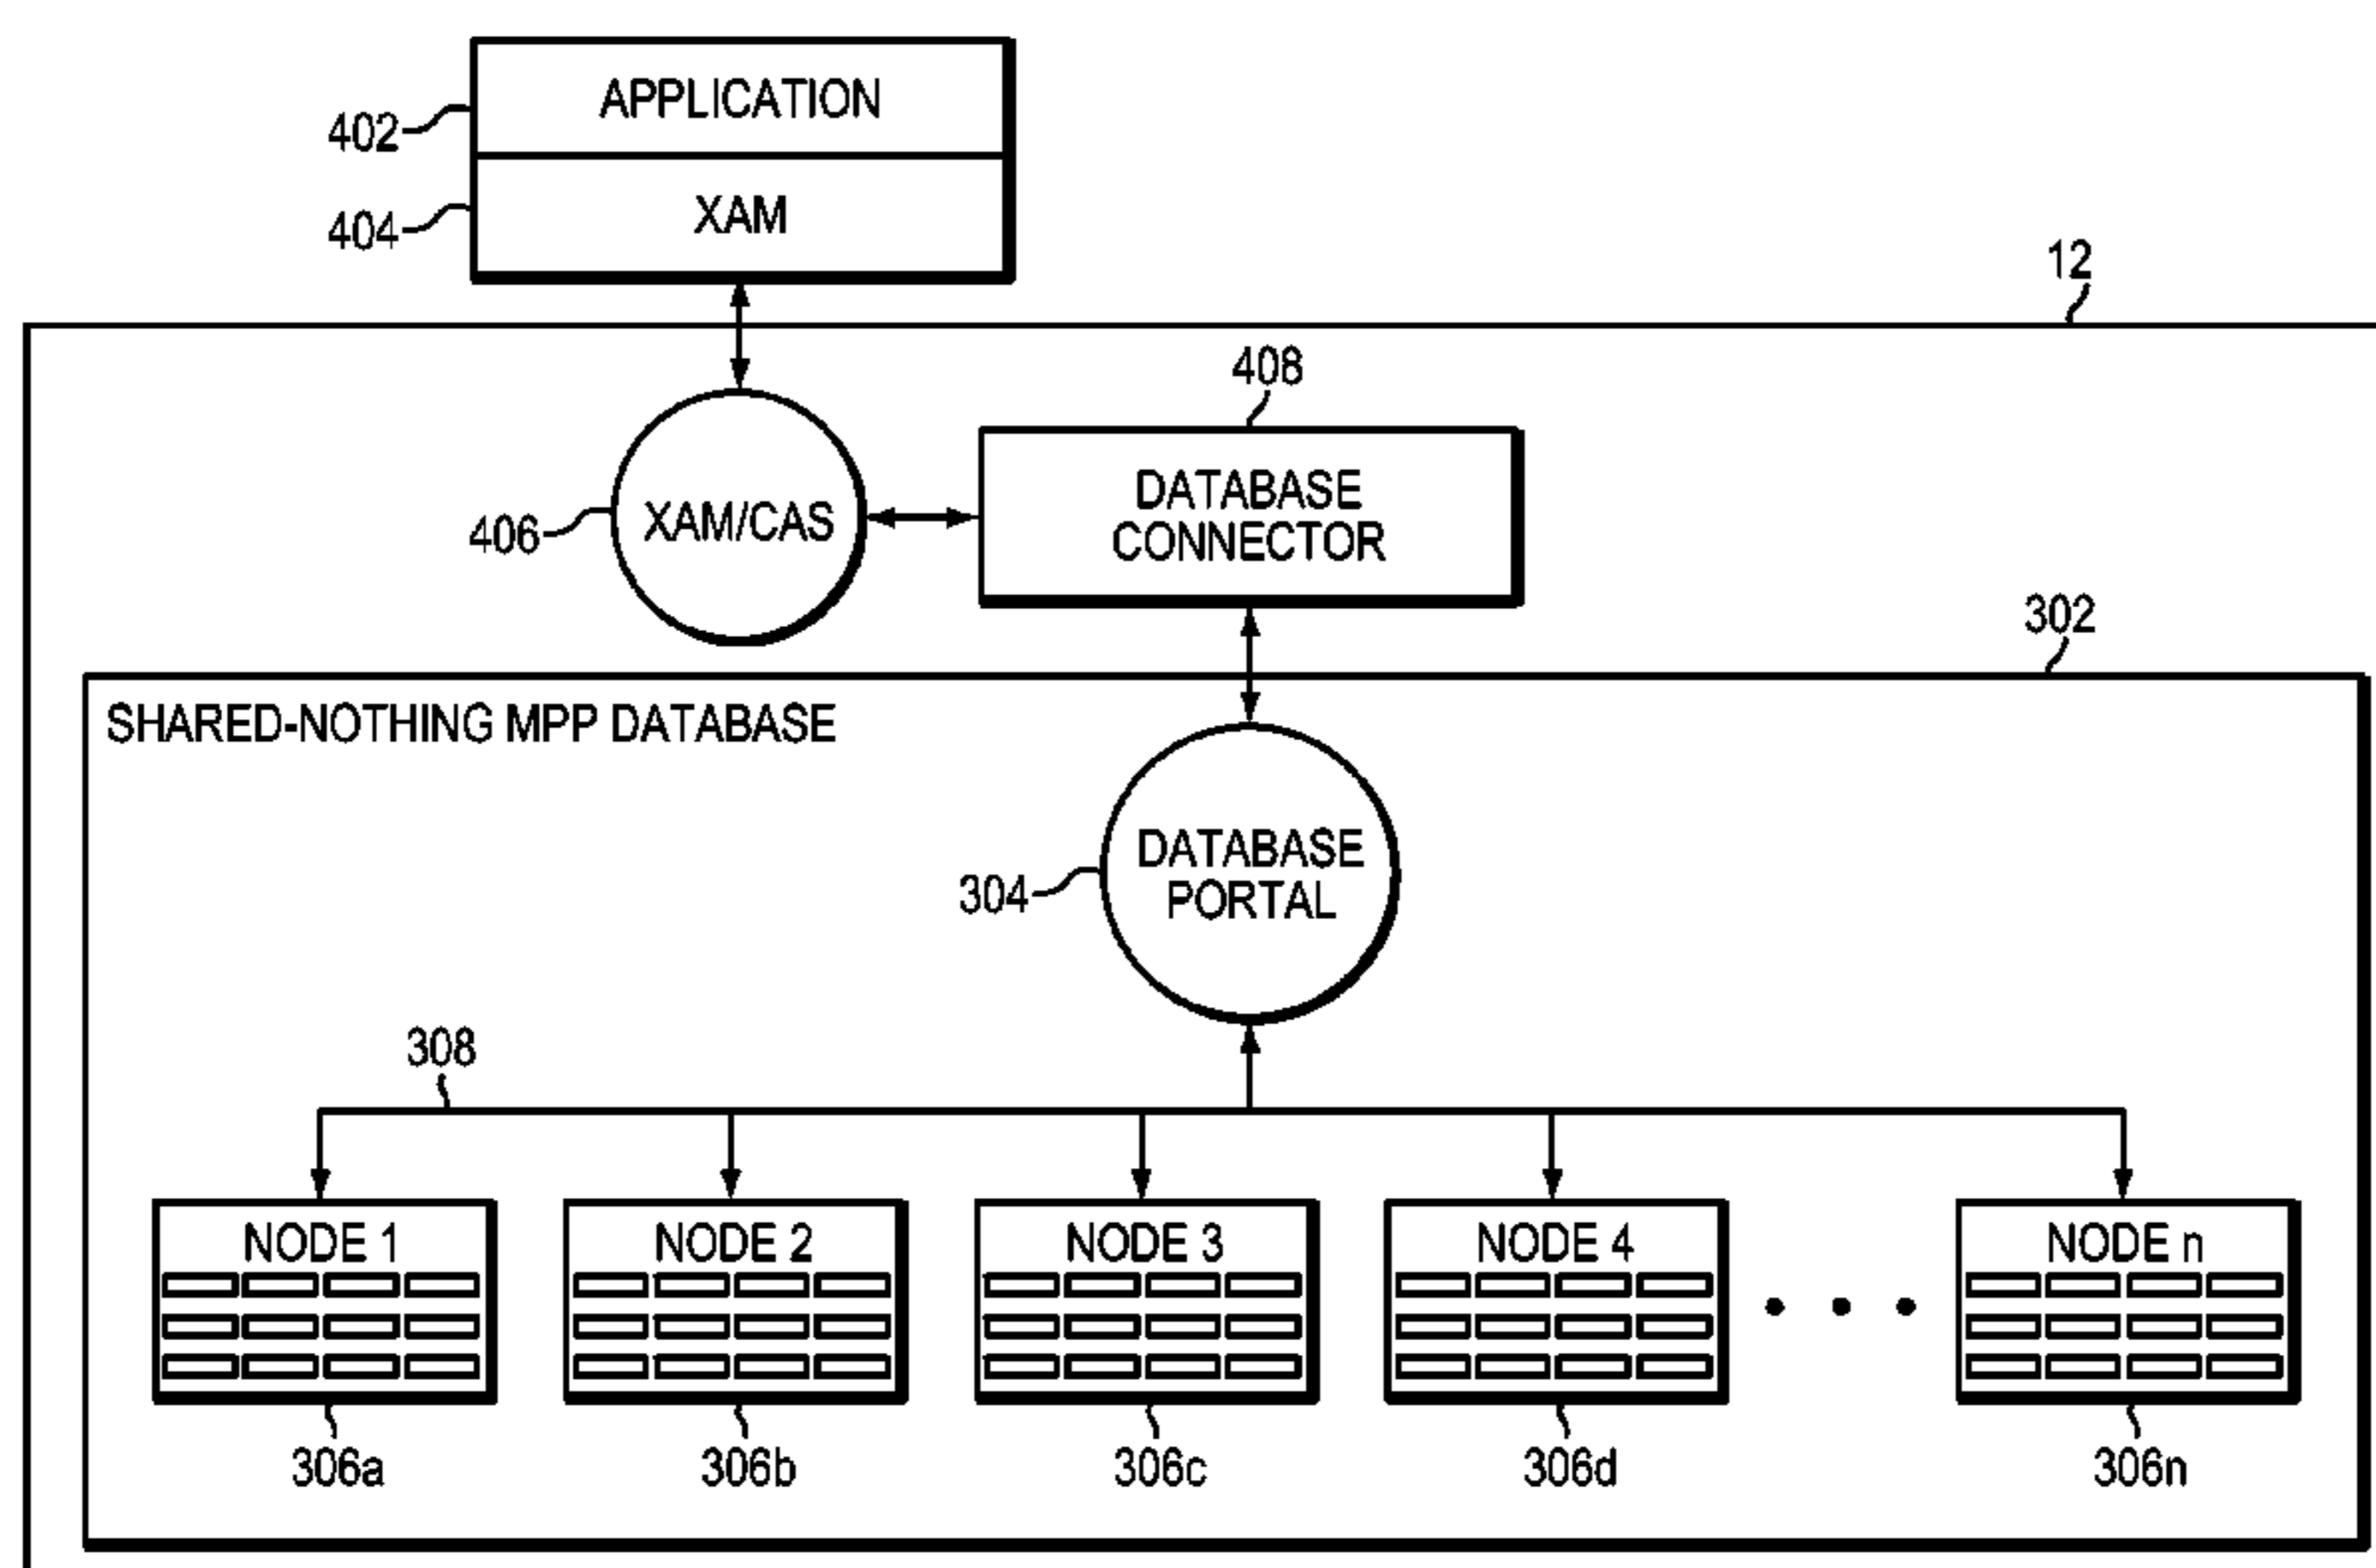 APPLICATION
402
XAM
404
12
408
DATABASE
CONNECTOR
XAM/CAS
406
302
SHARED-NOTHING MPP DATABASE
DATABASE
PORTAL
304
308
NODE 1
NODE 2
NODE 3
NODE 4
NODE n
306a
306b
306c
306d
306n